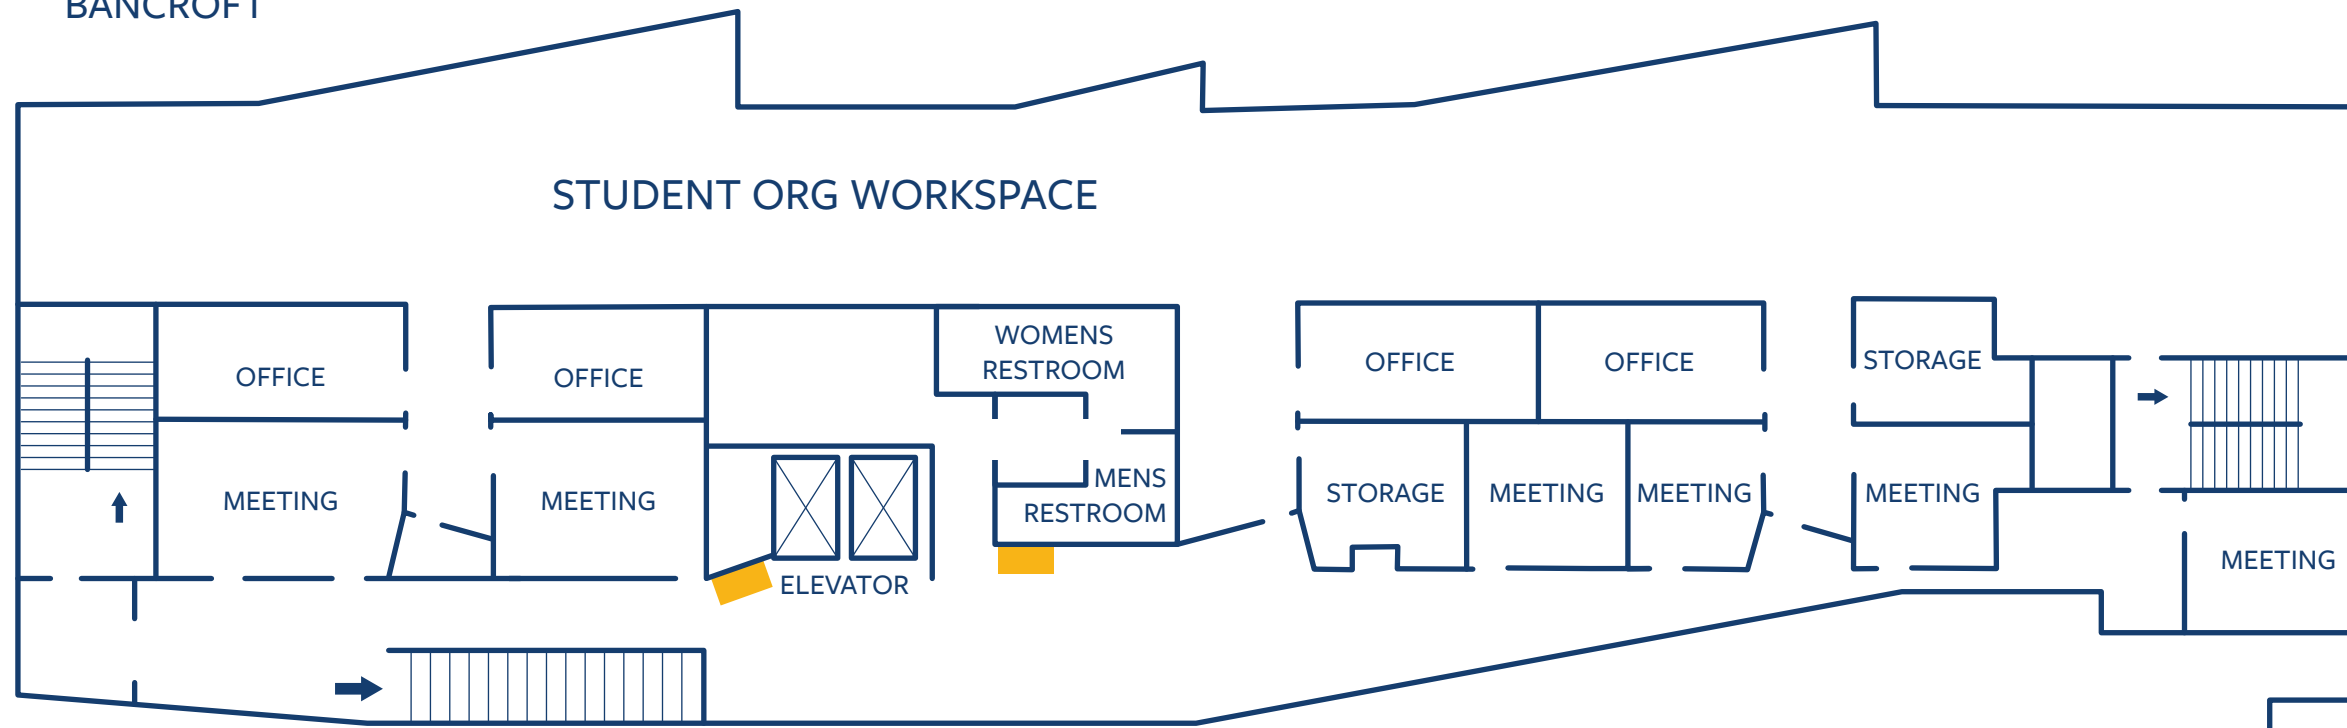 BANCROFT
STUDENT ORG WORKSPACE
OFFICE
OFFICE
WOMENS
RESTROOM
OFFICE
OFFICE
STORAGE
MEETING
MEETING
MENS
RESTROOM
STORAGE
MEETING
MEETING
MEETING
MEETING
ELEVATOR